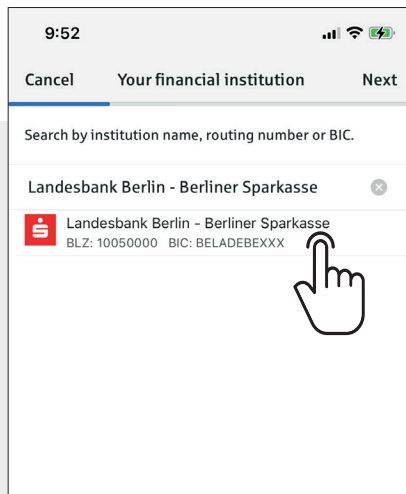 9:52
Cancel Your financial institution Next
Search by institution name, routing number or BIC.
Landesbank Berlin - Berliner Sparkasse
Landesbank Berlin - Berliner Sparkasse
BLZ: 10050000 BIC: BELADEBEXXX